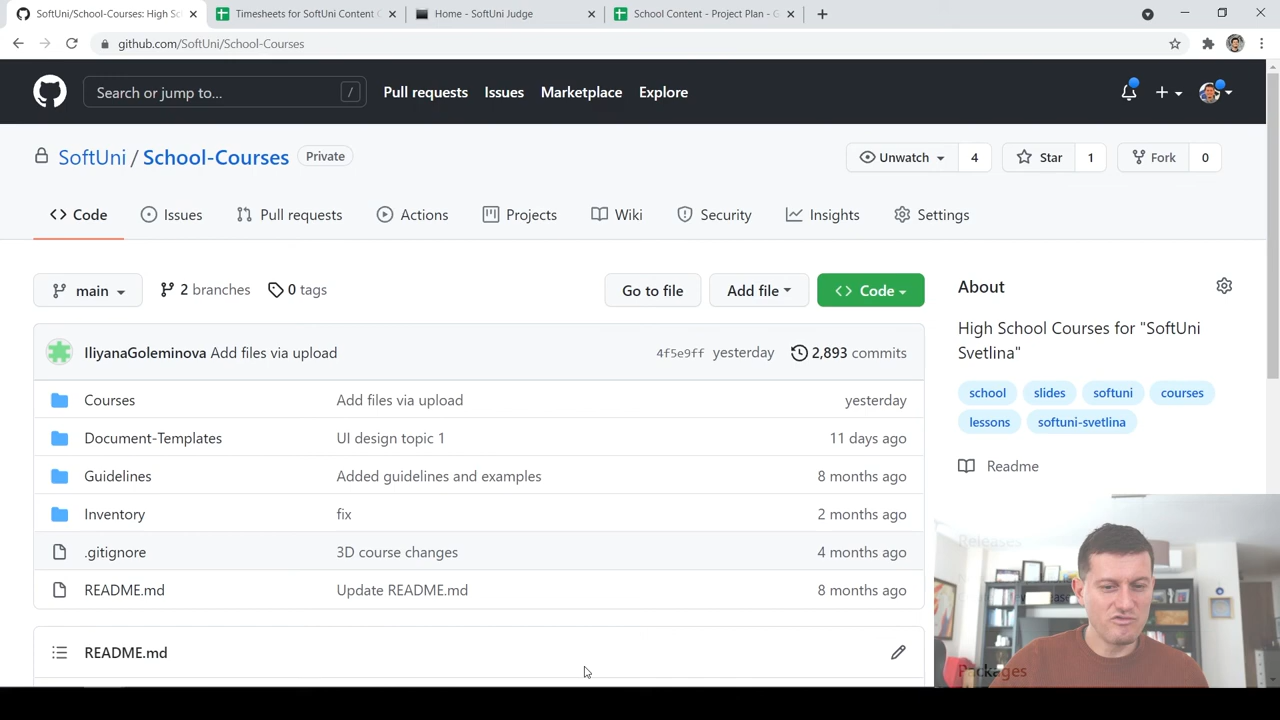 SoftUni/School-Courses: High Sc
Timesheets for SoftUni Content C
Home - SoftUni Judge
School Content - Project Plan - G
github.com/SoftUni/School-Courses
Search or jump to...
/
Pull requests
Issues
Marketplace
Explore
SoftUni / School-Courses
Private
Unwatch
4
Star
1
Fork
0
Code
Issues
Pull requests
Actions
Projects
Wiki
Security
Insights
Settings
main
2 branches
0 tags
Go to file
Add file
Code
About
High School Courses for "SoftUni
Svetlina"
school
slides
softuni
courses
lessons
softuni-svetlina
Readme
Releases
Packages
IliyanaGoleminova Add files via upload
4f5e9ff yesterday
2,893 commits
Courses
Add files via upload
yesterday
Document-Templates
UI design topic 1
11 days ago
Guidelines
Added guidelines and examples
8 months ago
Inventory
fix
2 months ago
.gitignore
3D course changes
4 months ago
README.md
Update README.md
8 months ago
README.md